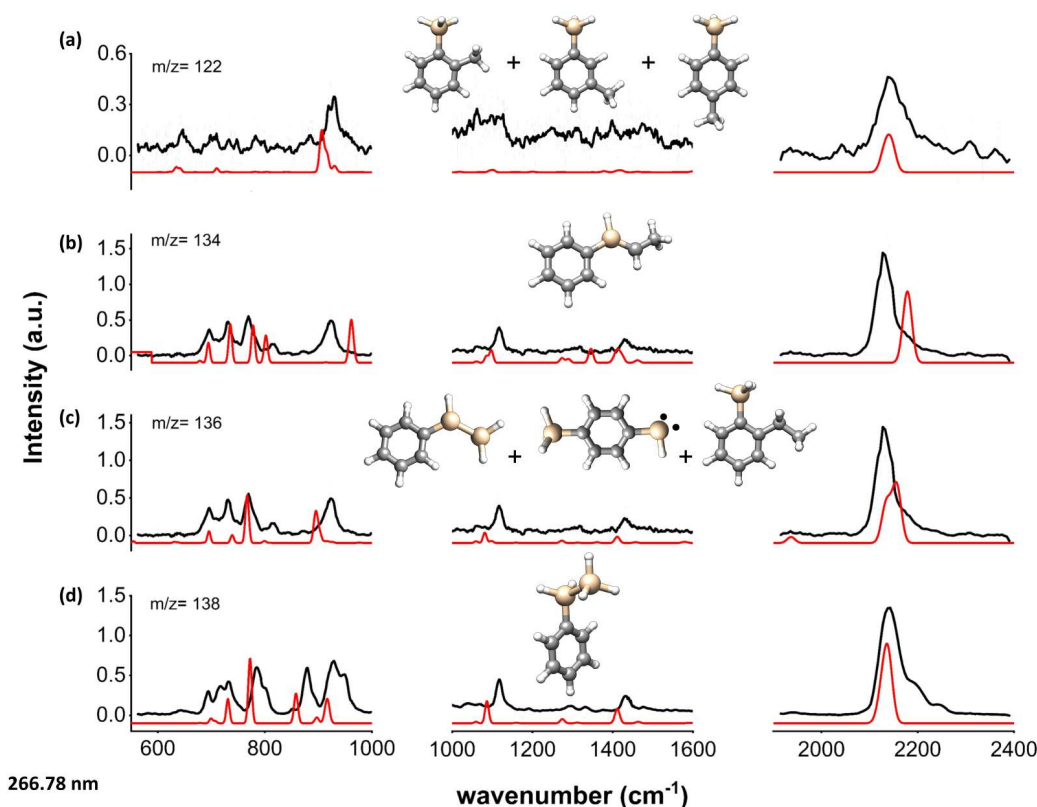 (a)
m/z= 122
0.6
0.3
0.0
+ +
(b)
m/z= 134
1.5
1.0
0.5
0.0
(c)
m/z= 136
1.5
1.0
0.5
0.0
+ +
(d)
m/z= 138
1.5
1.0
0.5
0.0
Intensity (a.u.)
600 800 1000 1000 1200 1400 1600 2000 2200 2400
266.78 nm
wavenumber (cm⁻¹)